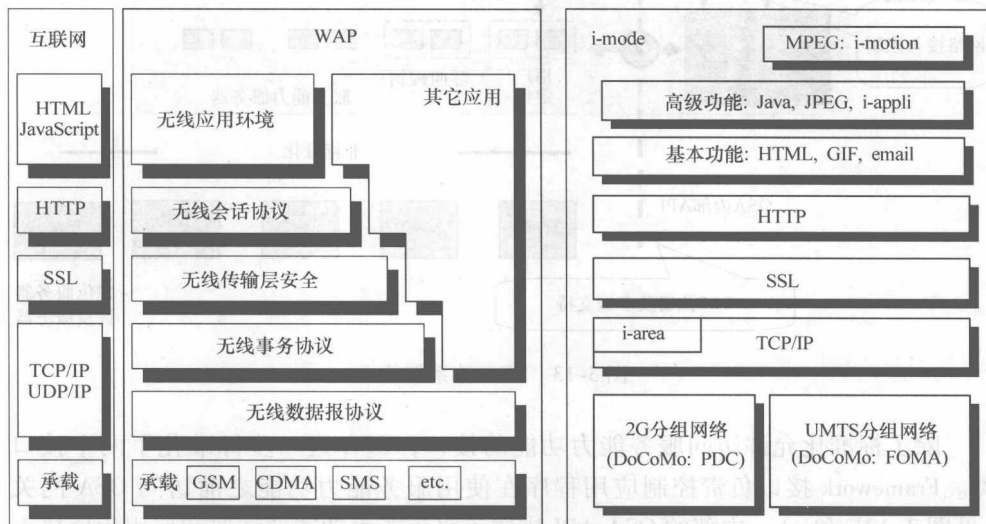 互联网
HTML
JavaScript
HTTP
SSL
TCP/IP
UDP/IP
承载
WAP
无线应用环境
其它应用
无线会话协议
无线传输层安全
无线事务协议
无线数据报协议
承载 GSM CDMA SMS etc.
i-mode
MPEG: i-motion
高级功能: Java, JPEG, i-appli
基本功能: HTML, GIF, email
HTTP
SSL
i-area
TCP/IP
2G分组网络
(DoCoMo: PDC)
UMTS分组网络
(DoCoMo: FOMA)